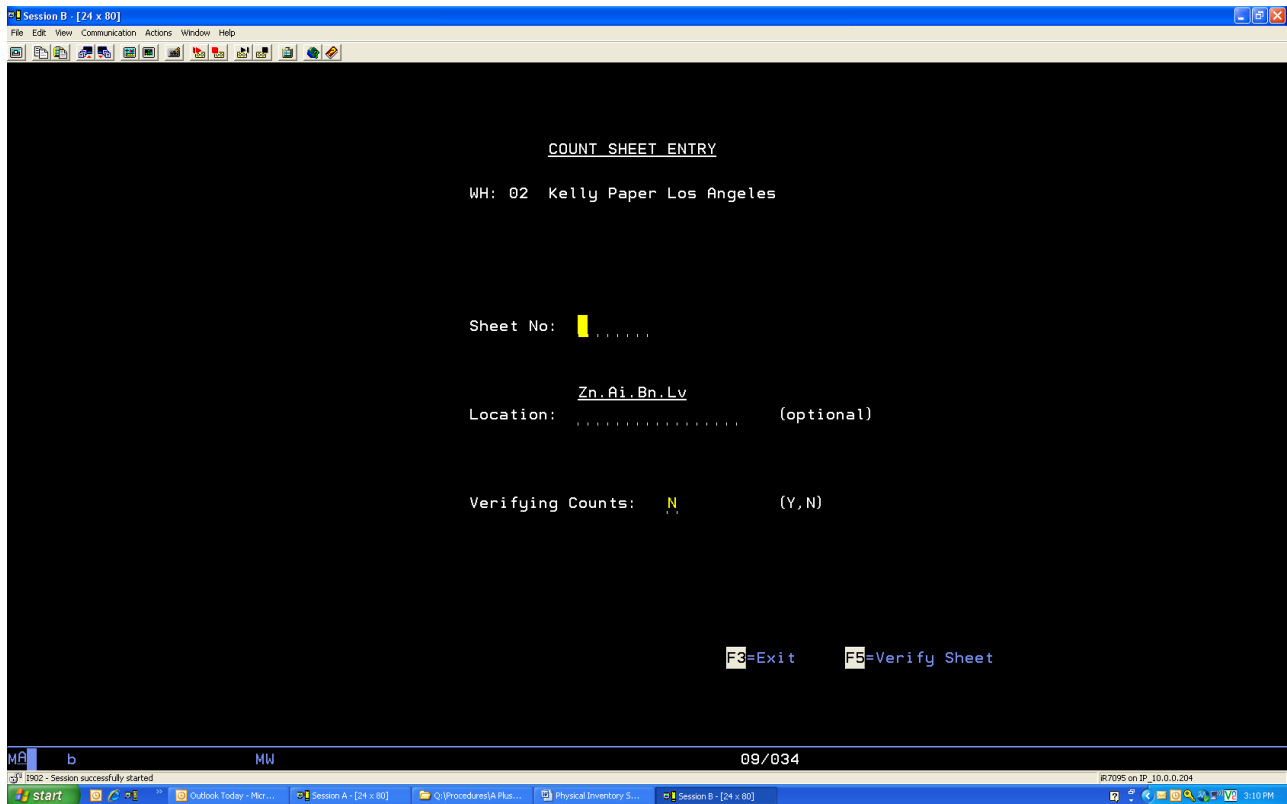 Session B - [24 x 80]
File Edit View Communication Actions Window Help
COUNT SHEET ENTRY
WH: 02 Kelly Paper Los Angeles
Sheet No:
Zn.Ai.Bn.Lv
Location: (optional)
Verifying Counts: N (Y,N)
F3=Exit F5=Verify Sheet
MA b MW 09/034
I902 - Session successfully started iR7095 on IP_10.0.0.204
start Outlook Today - Micr... Session A - [24 x 80] Q:\Procedures\A Plus... Physical Inventory S... Session B - [24 x 80] 3:10 PM